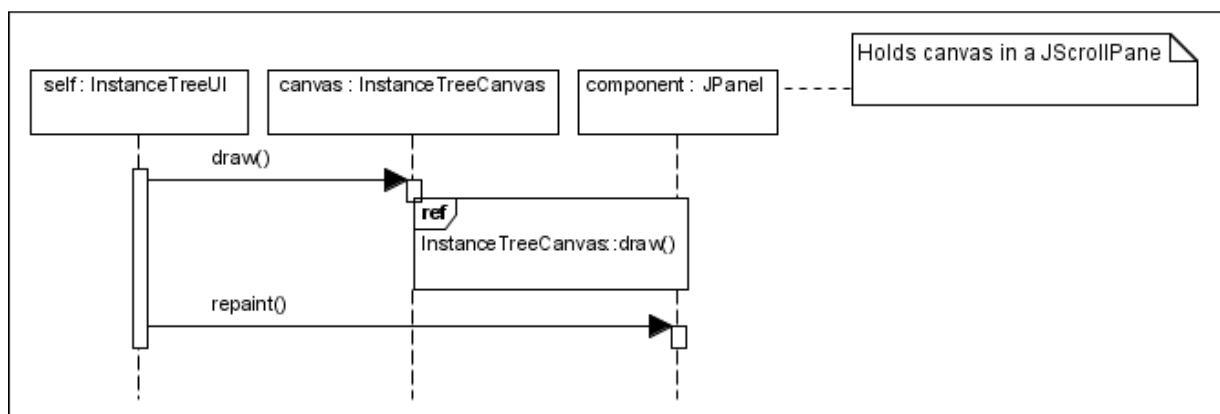 Holds canvas in a JScrollPane
self : InstanceTreeUI
canvas : InstanceTreeCanvas
component : JPanel
draw()
ref
InstanceTreeCanvas::draw()
repaint()